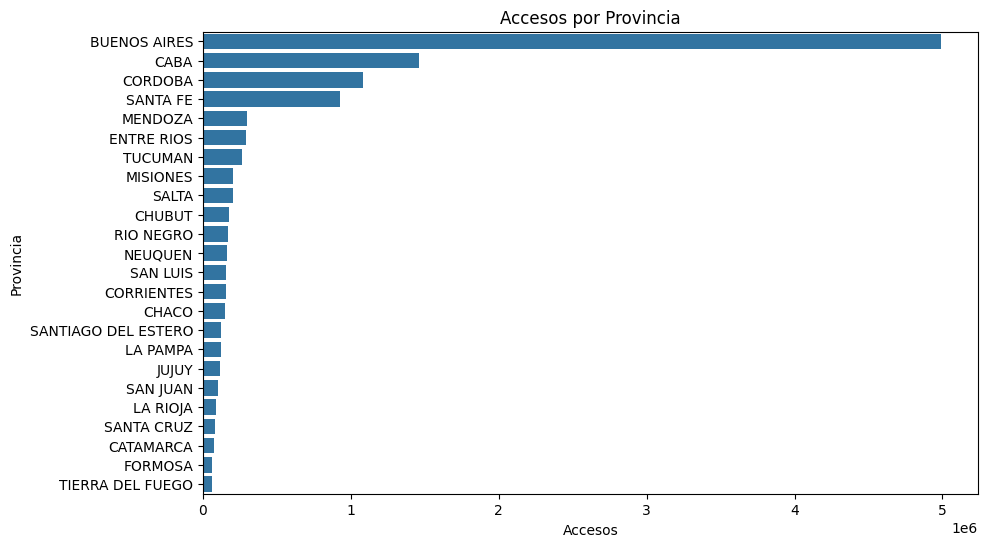 Accesos por Provincia
BUENOS AIRES
CABA
CORDOBA
SANTA FE
MENDOZA
ENTRE RIOS
TUCUMAN
MISIONES
SALTA
CHUBUT
RIO NEGRO
NEUQUEN
SAN LUIS
CORRIENTES
CHACO
SANTIAGO DEL ESTERO
LA PAMPA
JUJUY
SAN JUAN
LA RIOJA
SANTA CRUZ
CATAMARCA
FORMOSA
TIERRA DEL FUEGO
Provincia
0 1 2 3 4 5
1e6
Accesos